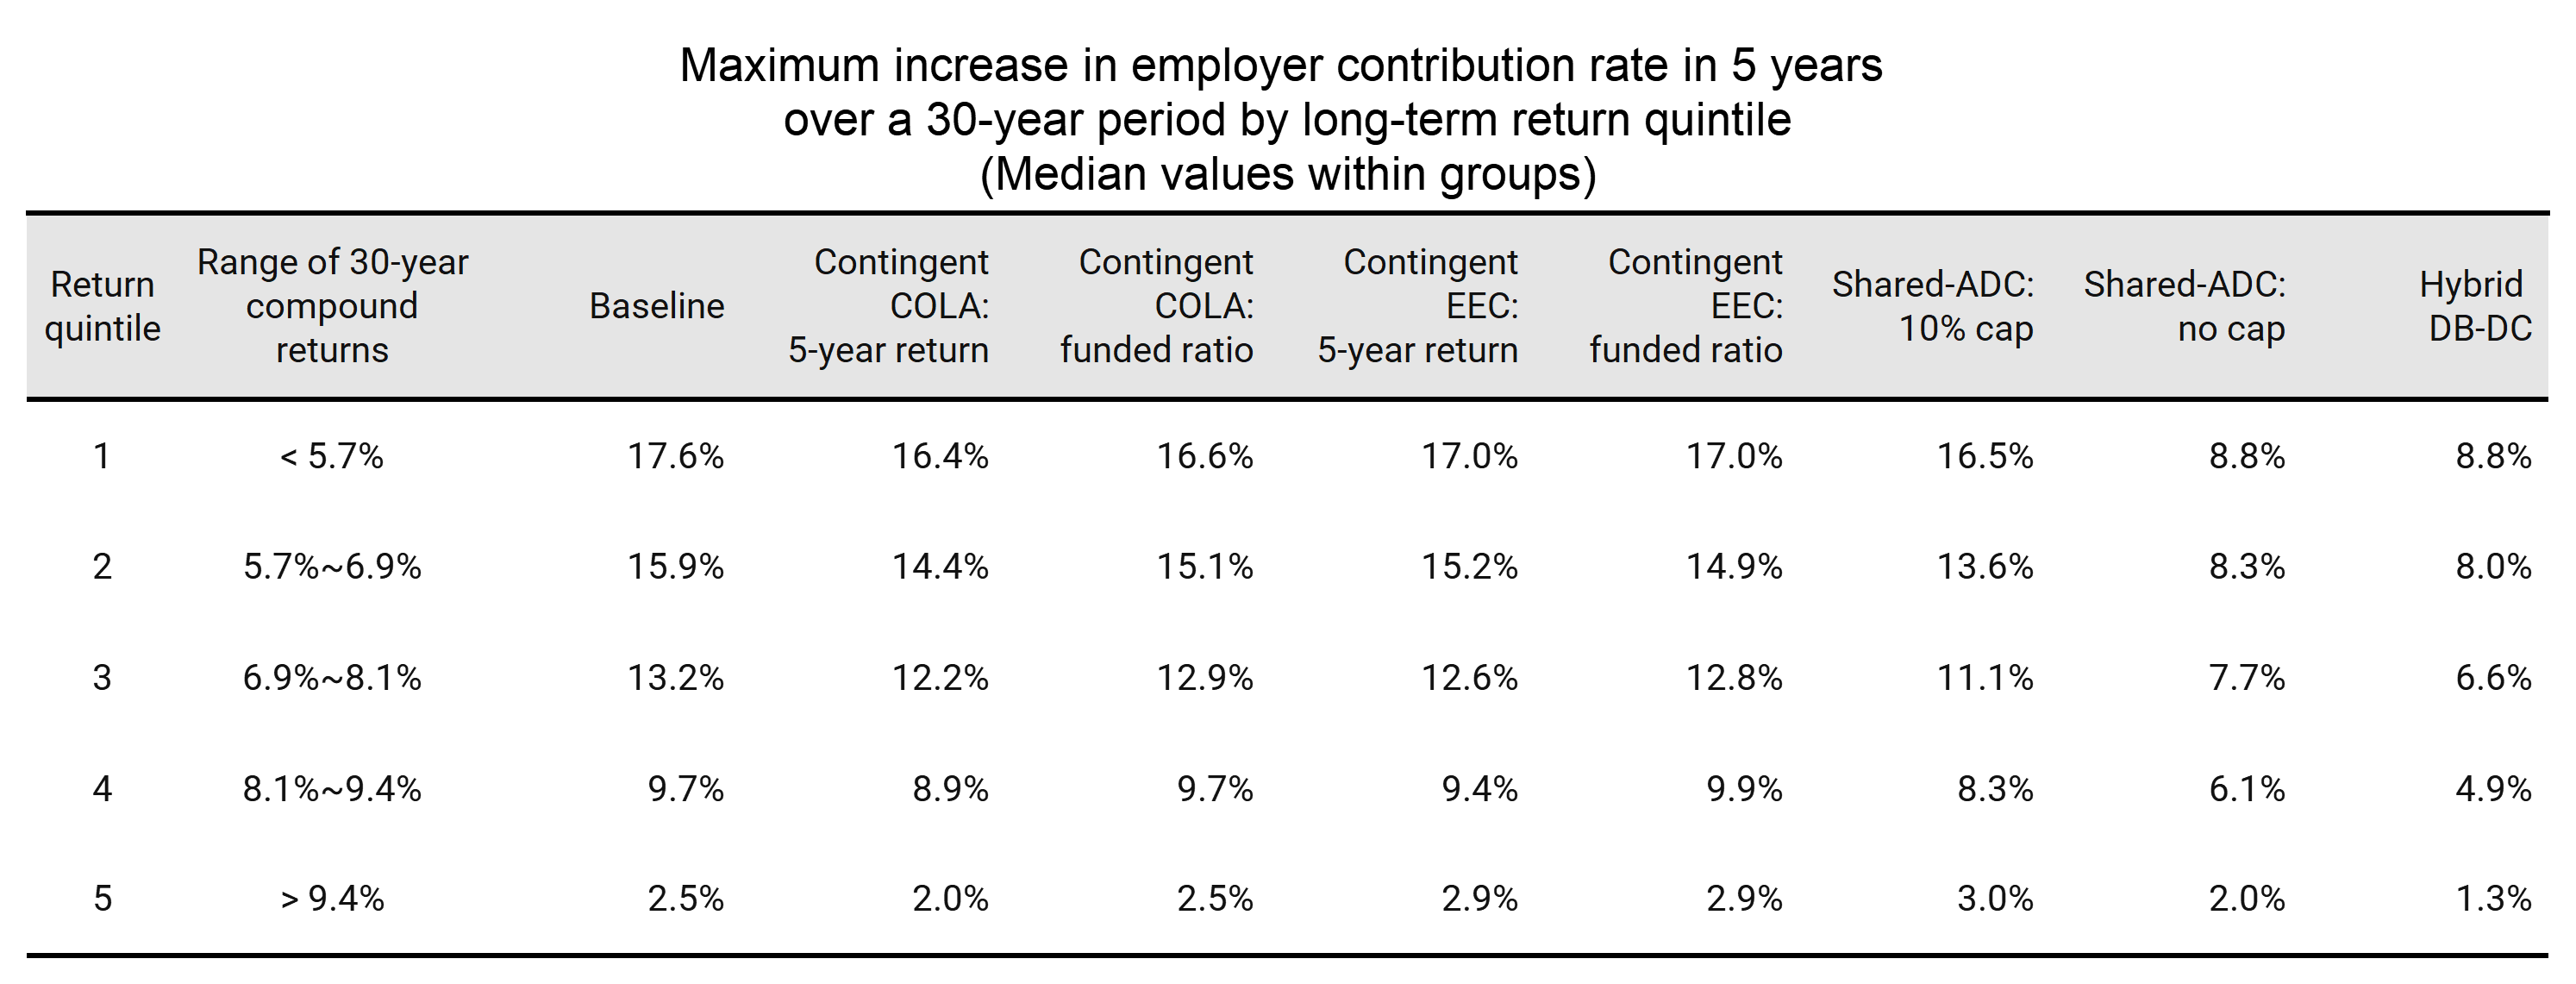 Maximum increase in employer contribution rate in 5 years
over a 30-year period by long-term return quintile
(Median values within groups)
Return quintile Range of 30-year compound returns Baseline Contingent COLA: 5-year return Contingent COLA: funded ratio Contingent EEC: 5-year return Contingent EEC: funded ratio Shared-ADC: 10% cap Shared-ADC: no cap Hybrid DB-DC
1 < 5.7% 17.6% 16.4% 16.6% 17.0% 17.0% 16.5% 8.8% 8.8%
2 5.7%~6.9% 15.9% 14.4% 15.1% 15.2% 14.9% 13.6% 8.3% 8.0%
3 6.9%~8.1% 13.2% 12.2% 12.9% 12.6% 12.8% 11.1% 7.7% 6.6%
4 8.1%~9.4% 9.7% 8.9% 9.7% 9.4% 9.9% 8.3% 6.1% 4.9%
5 > 9.4% 2.5% 2.0% 2.5% 2.9% 2.9% 3.0% 2.0% 1.3%